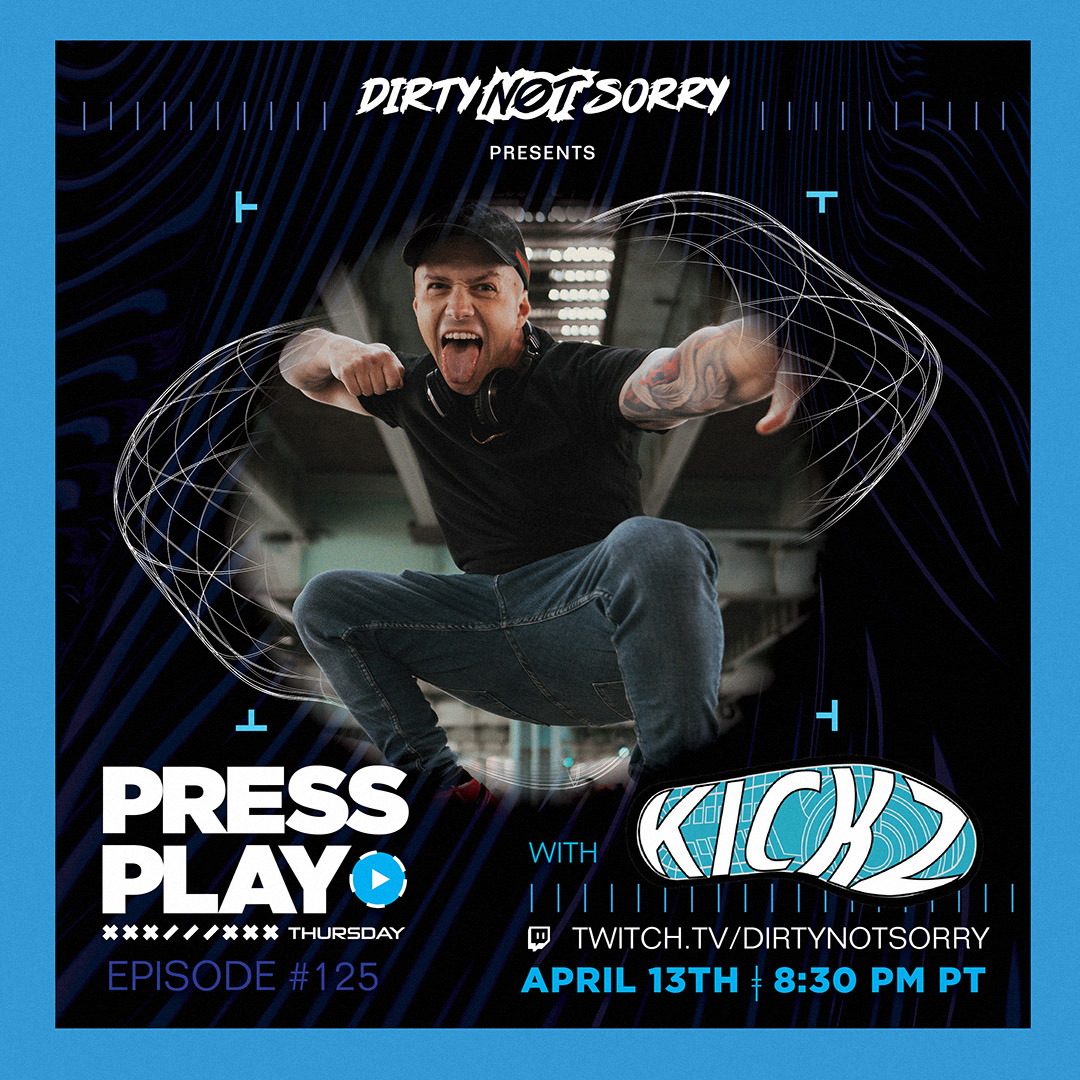 DIRTY NOT SORRY
PRESENTS
PRESS
PLAY
THURSDAY
EPISODE #125
WITH
KICKZ
TWITCH.TV/DIRTYNOTSORRY
APRIL 13TH 8:30 PM PT